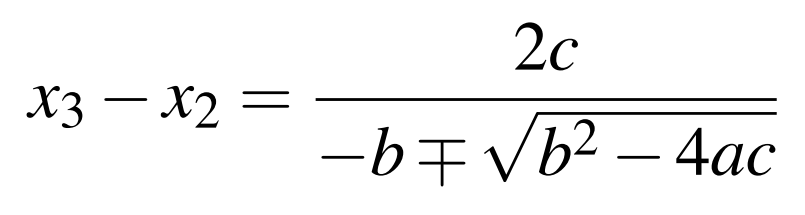 x₃ − x₂ = 2c / (−b ∓ √(b² − 4ac))